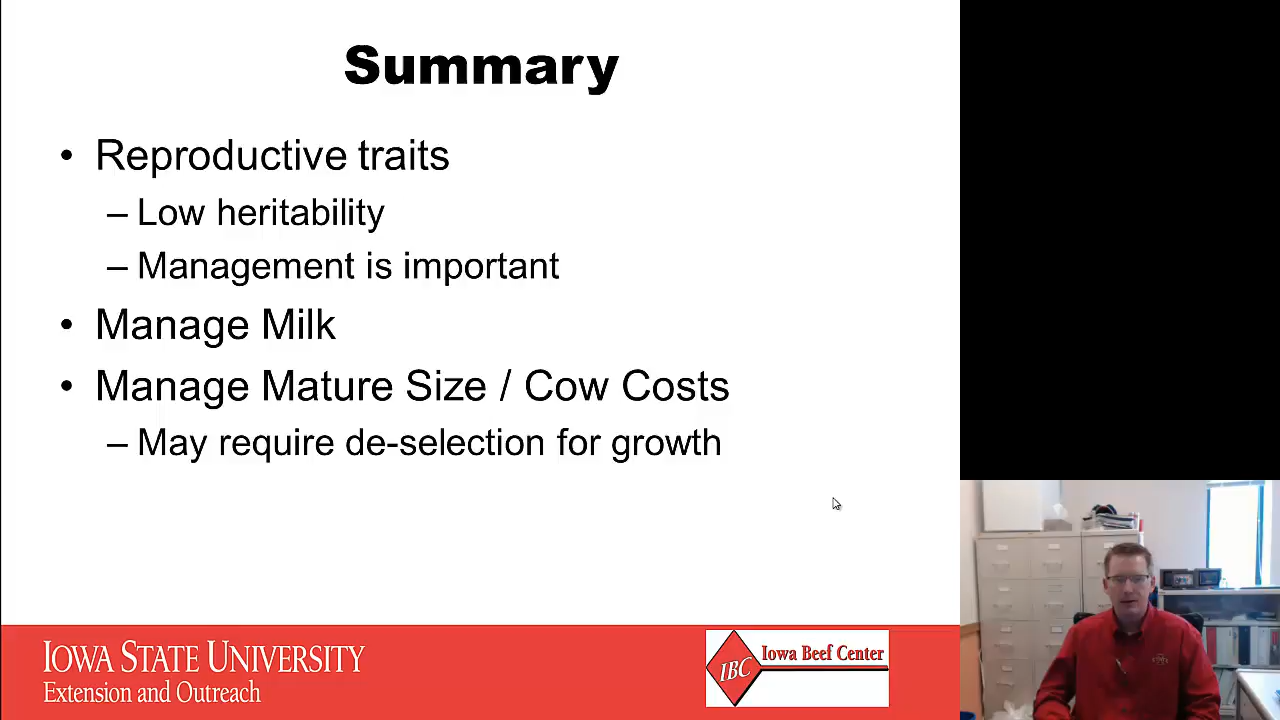 Summary
• Reproductive traits
– Low heritability
– Management is important
• Manage Milk
• Manage Mature Size / Cow Costs
– May require de-selection for growth
IOWA STATE UNIVERSITY
Extension and Outreach
IBC
Iowa Beef Center